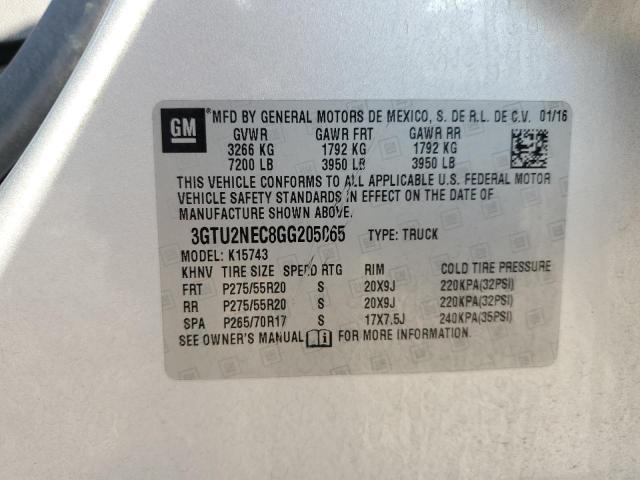 GM
®MFD BY GENERAL MOTORS DE MEXICO, S. DE R.L. DE C.V. 01/16
GVWR GAWR FRT GAWR RR
3266 KG 1792 KG 1792 KG
7200 LB 3950 LB 3950 LB
THIS VEHICLE CONFORMS TO ALL APPLICABLE U.S. FEDERAL MOTOR
VEHICLE SAFETY STANDARDS IN EFFECT ON THE DATE OF
MANUFACTURE SHOWN ABOVE.
3GTU2NEC8GG205065 TYPE: TRUCK
MODEL: K15743
KHNV TIRE SIZE SPEED RTG RIM COLD TIRE PRESSURE
FRT P275/55R20 S 20X9J 220KPA(32PSI)
RR P275/55R20 S 20X9J 220KPA(32PSI)
SPA P265/70R17 S 17X7.5J 240KPA(35PSI)
SEE OWNER'S MANUAL i FOR MORE INFORMATION.